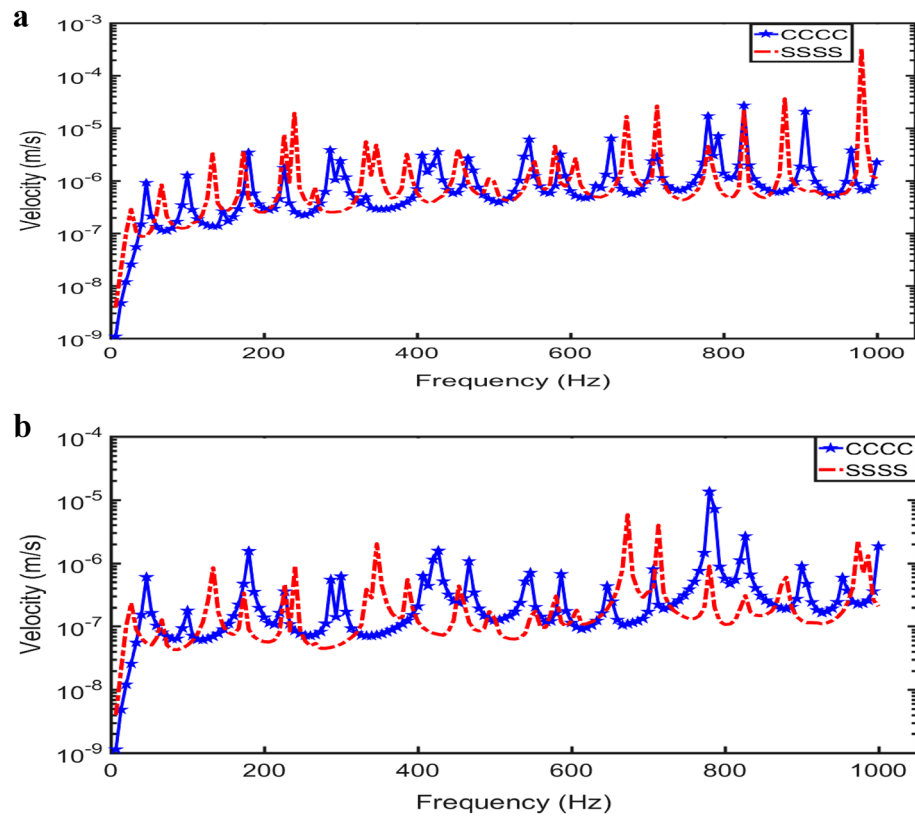 a
10^-3
CCCC
SSSS
10^-4
10^-5
10^-6
10^-7
10^-8
10^-9
Velocity (m/s)
0 200 400 600 800 1000
Frequency (Hz)
b
10^-4
CCCC
SSSS
10^-5
10^-6
10^-7
10^-8
10^-9
Velocity (m/s)
0 200 400 600 800 1000
Frequency (Hz)